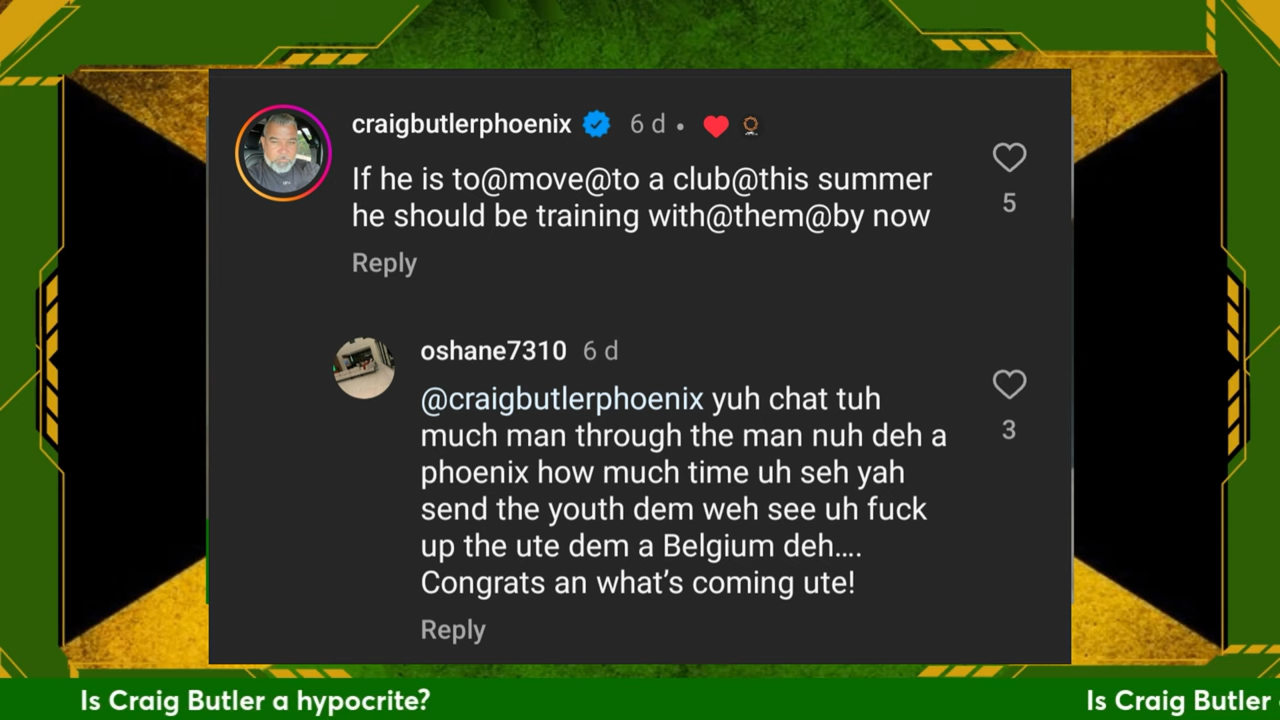 craigbutlerphoenix 6 d •
If he is to@move@to a club@this summer
he should be training with@them@by now
5
Reply
oshane7310 6 d
@craigbutlerphoenix yuh chat tuh
much man through the man nuh deh a
phoenix how much time uh seh yah
send the youth dem weh see uh fuck
up the ute dem a Belgium deh....
Congrats an what's coming ute!
3
Reply
Is Craig Butler a hypocrite?
Is Craig Butler